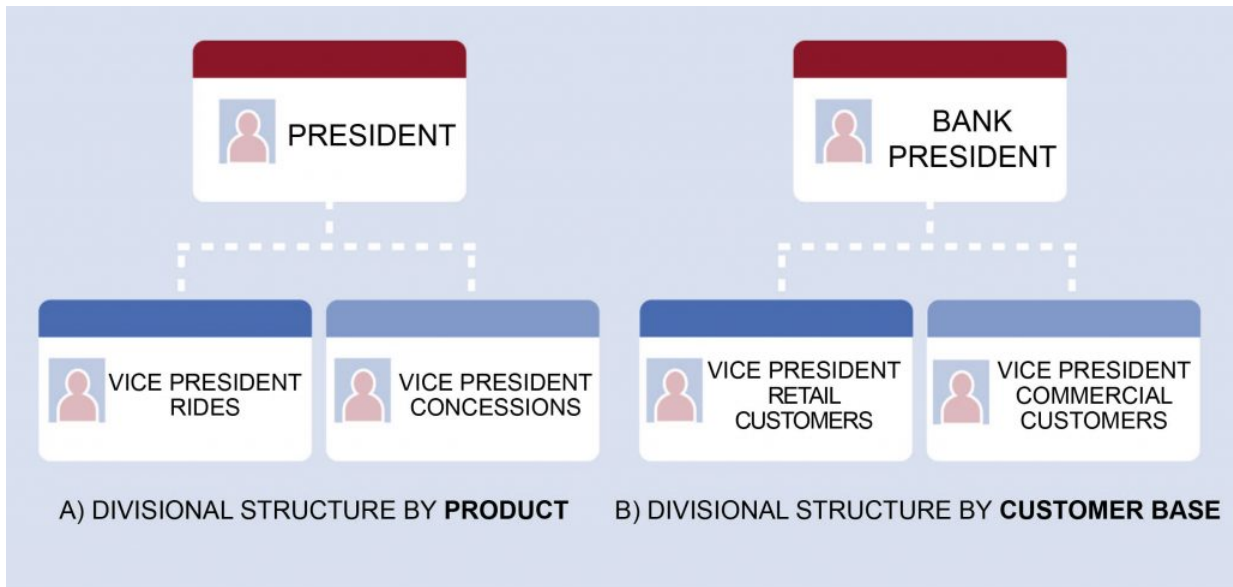 PRESIDENT
BANK
PRESIDENT
VICE PRESIDENT
RIDES
VICE PRESIDENT
CONCESSIONS
VICE PRESIDENT
RETAIL
CUSTOMERS
VICE PRESIDENT
COMMERCIAL
CUSTOMERS
A) DIVISIONAL STRUCTURE BY PRODUCT
B) DIVISIONAL STRUCTURE BY CUSTOMER BASE